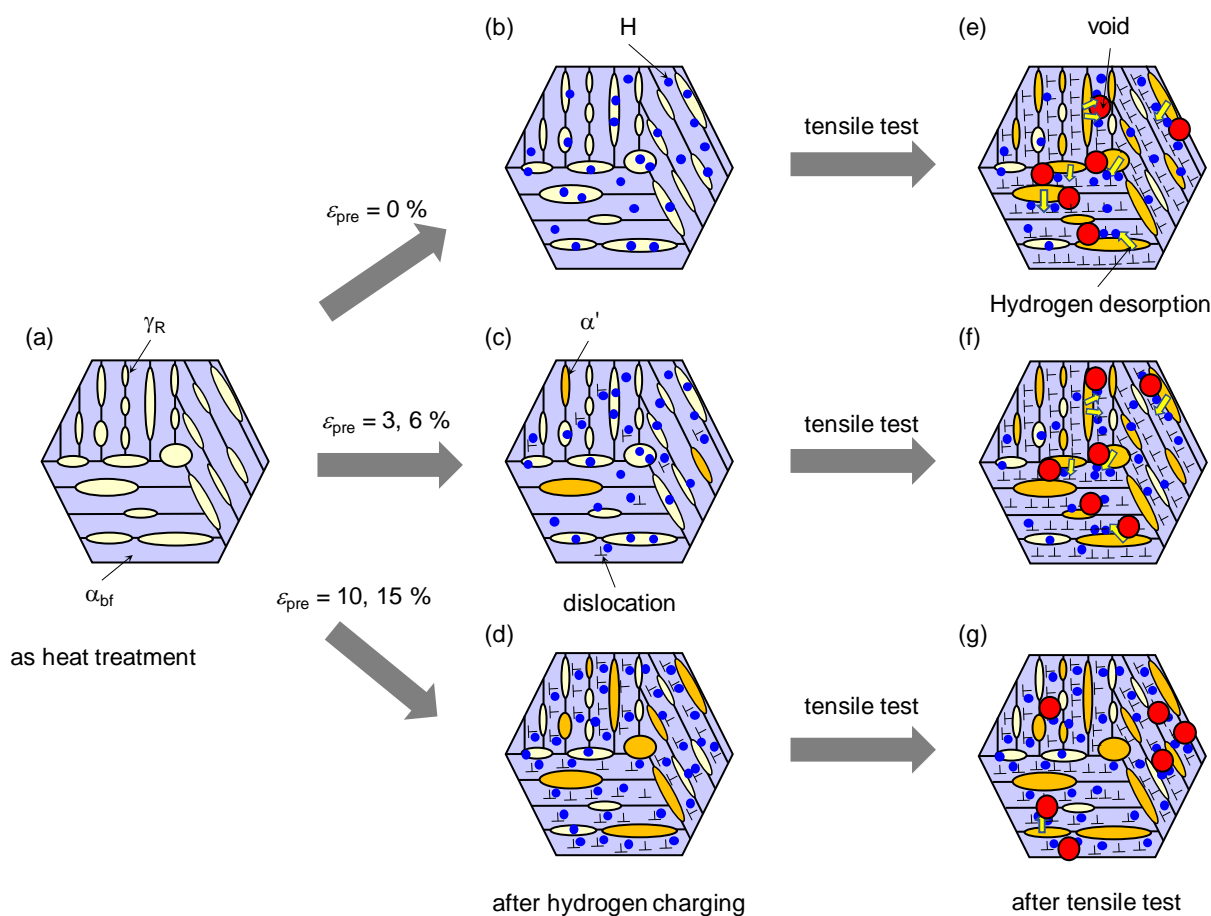 (b)
H
(e)
void
tensile test
εpre = 0 %
Hydrogen desorption
(a)
γR
(c)
α'
(f)
εpre = 3, 6 %
tensile test
αbf
dislocation
εpre = 10, 15 %
as heat treatment
(d)
(g)
tensile test
after hydrogen charging
after tensile test